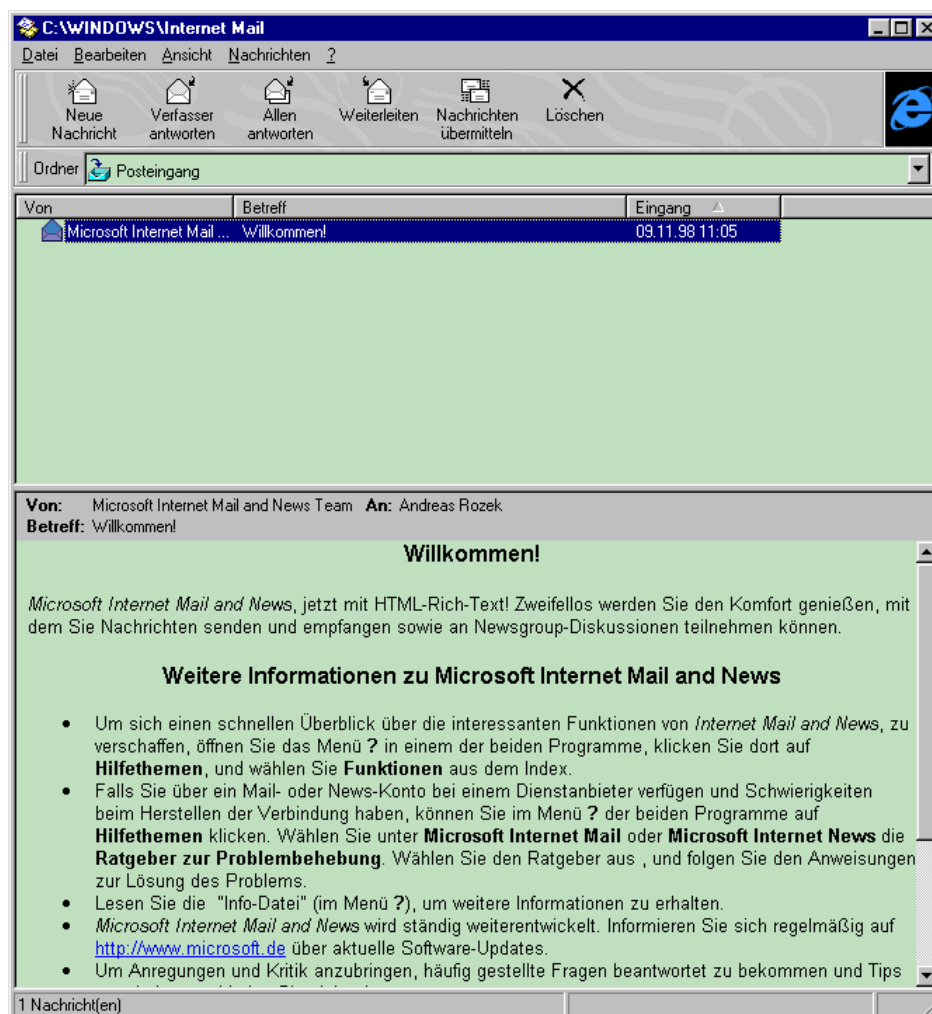 C:\WINDOWS\Internet Mail
Datei Bearbeiten Ansicht Nachrichten ?
Neue Nachricht
Verfasser antworten
Allen antworten
Weiterleiten
Nachrichten übermitteln
Löschen
Ordner Posteingang
Von Betreff Eingang
Microsoft Internet Mail ... Willkommen! 09.11.98 11:05
Von: Microsoft Internet Mail and News Team An: Andreas Rozek
Betreff: Willkommen!
Willkommen!
Microsoft Internet Mail and News, jetzt mit HTML-Rich-Text! Zweifellos werden Sie den Komfort genießen, mit
dem Sie Nachrichten senden und empfangen sowie an Newsgroup-Diskussionen teilnehmen können.
Weitere Informationen zu Microsoft Internet Mail and News
• Um sich einen schnellen Überblick über die interessanten Funktionen von Internet Mail and News, zu
verschaffen, öffnen Sie das Menü ? in einem der beiden Programme, klicken Sie dort auf
Hilfethemen, und wählen Sie Funktionen aus dem Index.
• Falls Sie über ein Mail- oder News-Konto bei einem Dienstanbieter verfügen und Schwierigkeiten
beim Herstellen der Verbindung haben, können Sie im Menü ? der beiden Programme auf
Hilfethemen klicken. Wählen Sie unter Microsoft Internet Mail oder Microsoft Internet News die
Ratgeber zur Problembehebung. Wählen Sie den Ratgeber aus , und folgen Sie den Anweisungen
zur Lösung des Problems.
• Lesen Sie die "Info-Datei" (im Menü ?), um weitere Informationen zu erhalten.
• Microsoft Internet Mail and News wird ständig weiterentwickelt. Informieren Sie sich regelmäßig auf
http://www.microsoft.de über aktuelle Software-Updates.
• Um Anregungen und Kritik anzubringen, häufig gestellte Fragen beantwortet zu bekommen und Tips
1 Nachricht(en)